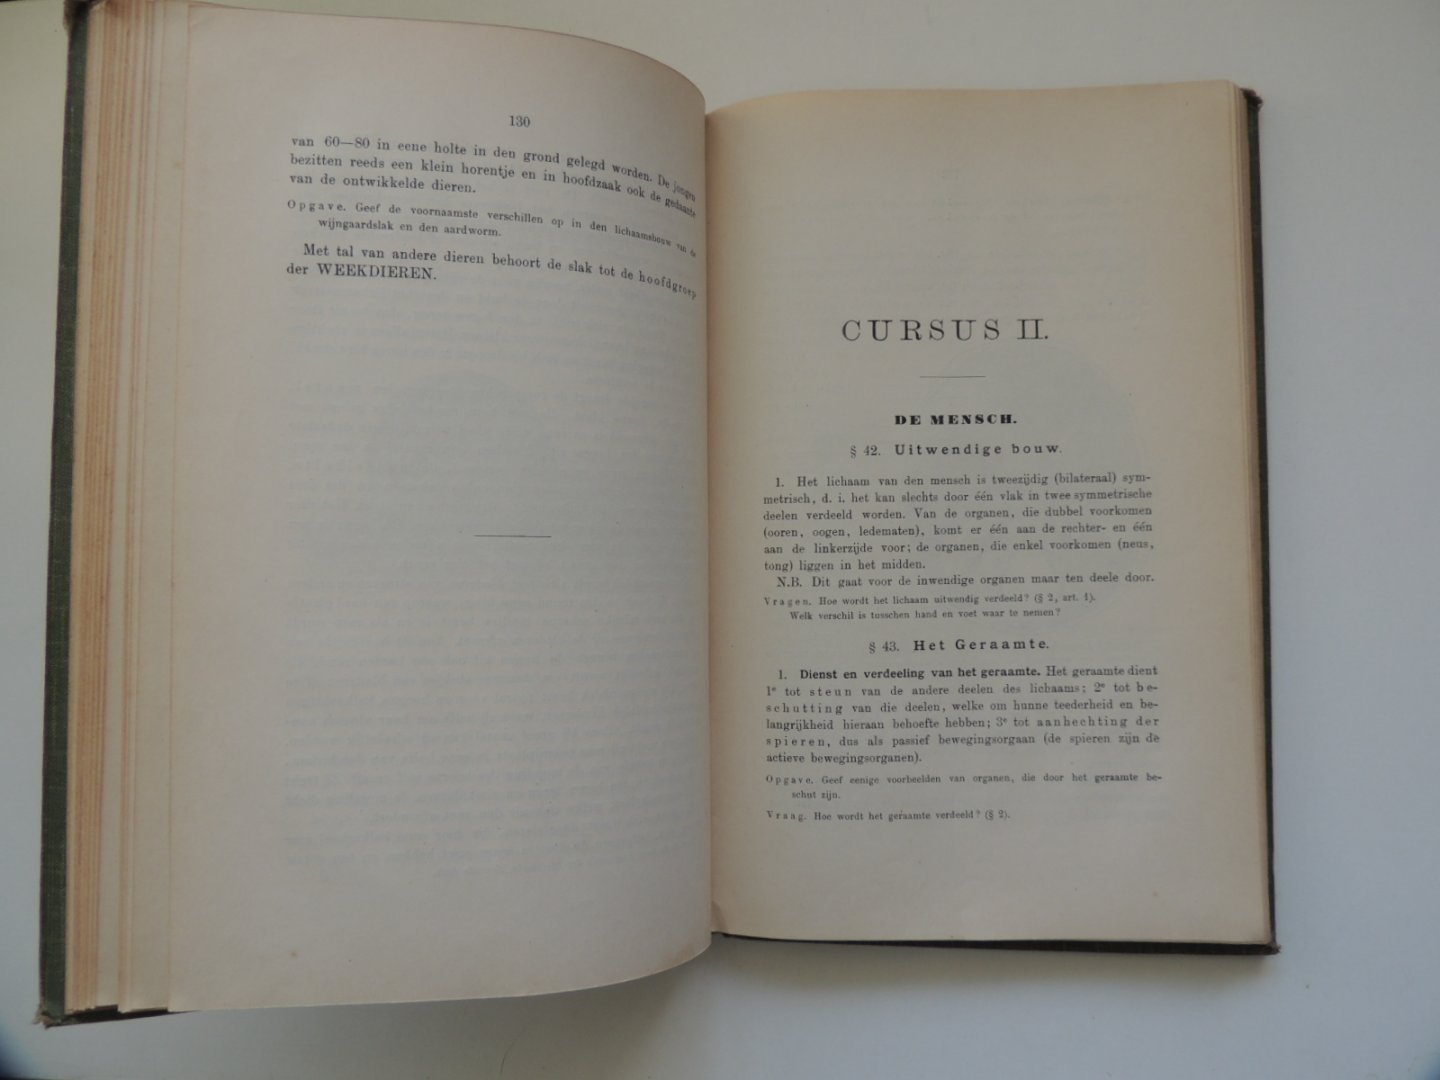 130
van 60—80 in eene holte in den grond gelegd worden. De jongen
bezitten reeds een klein horentje en in hoofdzaak ook de gedaante
van de ontwikkelde dieren.
Opgave. Geef de voornaamste verschillen op in den lichaamsbouw van de
wijngaardslak en den aardworm.
Met tal van andere dieren behoort de slak tot de hoofdgroep
der WEEKDIEREN.
CURSUS II.
DE MENSCH.
§ 42. Uitwendige bouw.
1. Het lichaam van den mensch is tweezijdig (bilateraal) sym-
metrisch, d. i. het kan slechts door één vlak in twee symmetrische
deelen verdeeld worden. Van de organen, die dubbel voorkomen
(ooren, oogen, ledematen), komt er één aan de rechter- en één
aan de linkerzijde voor; de organen, die enkel voorkomen (neus,
tong) liggen in het midden.
N.B. Dit gaat voor de inwendige organen maar ten deele door.
Vragen. Hoe wordt het lichaam uitwendig verdeeld? (§ 2, art. 1).
Welk verschil is tusschen hand en voet waar te nemen?
§ 43. Het Geraamte.
1. Dienst en verdeeling van het geraamte. Het geraamte dient
1e tot steun van de andere deelen des lichaams; 2e tot be-
schutting van die deelen, welke om hunne teederheid en be-
langrijkheid hieraan behoefte hebben; 3e tot aanhechting der
spieren, dus als passief bewegingsorgaan (de spieren zijn de
actieve bewegingsorganen).
Opgave. Geef eenige voorbeelden van organen, die door het geraamte be-
schut zijn.
Vraag. Hoe wordt het geraamte verdeeld? (§ 2).